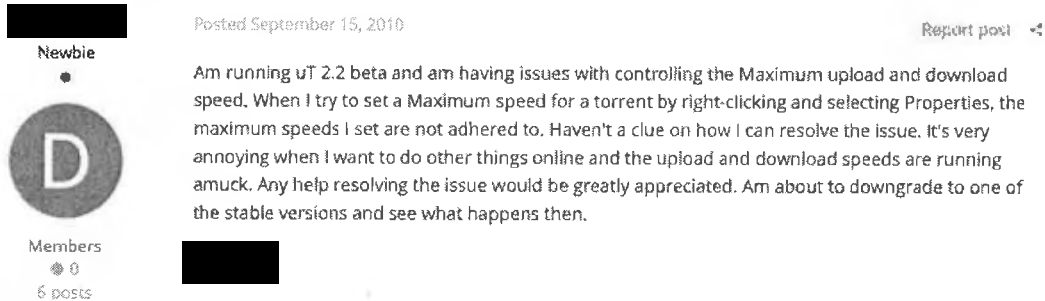 Posted September 15, 2010
Report post
Newbie
Am running uT 2.2 beta and am having issues with controlling the Maximum upload and download
speed. When I try to set a Maximum speed for a torrent by right-clicking and selecting Properties, the
maximum speeds I set are not adhered to. Haven't a clue on how I can resolve the issue. It's very
annoying when I want to do other things online and the upload and download speeds are running
amuck. Any help resolving the issue would be greatly appreciated. Am about to downgrade to one of
the stable versions and see what happens then.
D
Members
0
6 posts